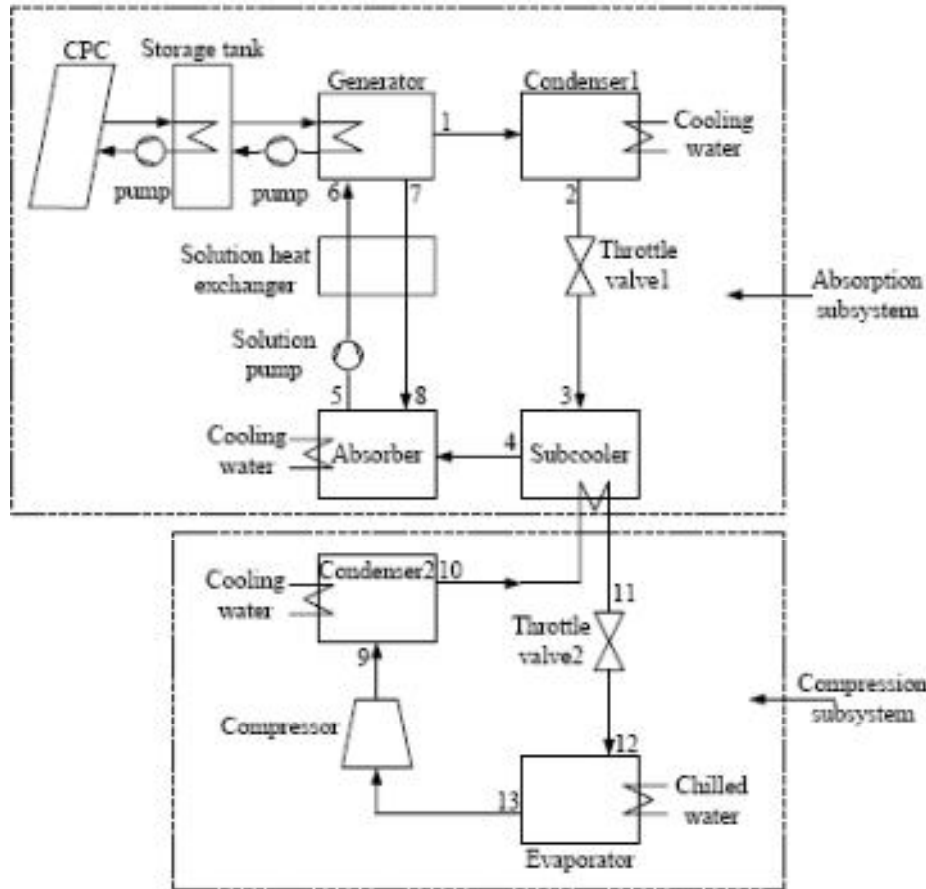 CPC
Storage tank
Generator
Condenser1
1
Cooling
water
pump
pump
6
7
2
Solution heat
exchanger
Throttle
valve1
Absorption
subsystem
Solution
pump
5
8
3
Cooling
water
Absorber
4
Subcooler
Cooling
water
Condenser2
10
11
Throttle
valve2
9
Compression
subsystem
Compressor
12
13
Chilled
water
Evaporator